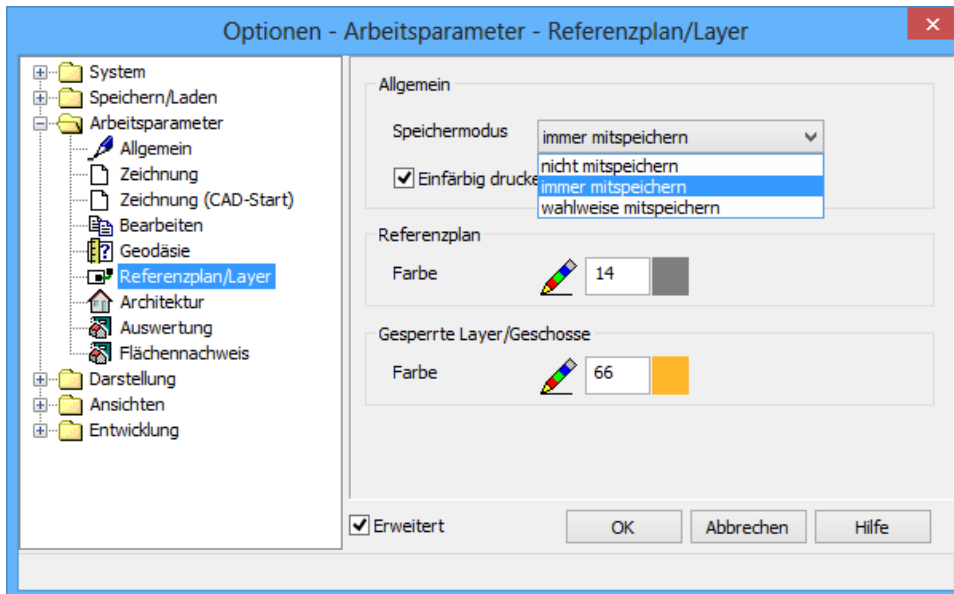 Optionen - Arbeitsparameter - Referenzplan/Layer
System
Speichern/Laden
Arbeitsparameter
Allgemein
Zeichnung
Zeichnung (CAD-Start)
Bearbeiten
Geodäsie
Referenzplan/Layer
Architektur
Auswertung
Flächennachweis
Darstellung
Ansichten
Entwicklung
Allgemein
Speichermodus immer mitspeichern
nicht mitspeichern
Einfärbig drucke immer mitspeichern
wahlweise mitspeichern
Referenzplan
Farbe 14
Gesperrte Layer/Geschosse
Farbe 66
Erweitert OK Abbrechen Hilfe